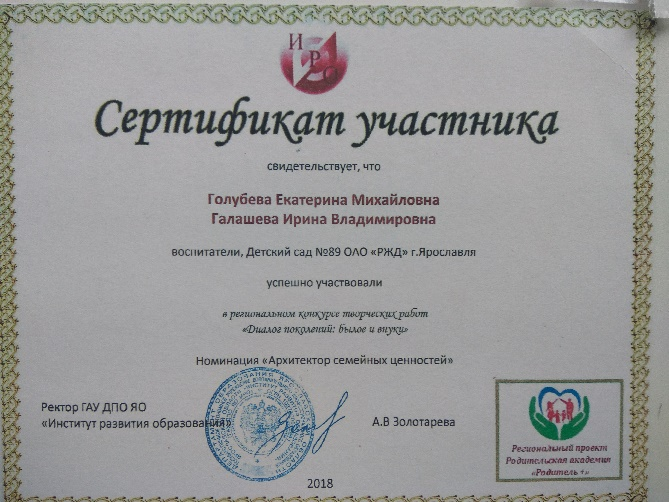 ИРО
Сертификат участника
свидетельствует, что
Голубева Екатерина Михайловна
Галашева Ирина Владимировна
воспитатели, Детский сад №89 ОЛО «РЖД» г.Ярославля
успешно участвовали
в региональном конкурсе творческих работ
«Диалог поколений: былое и внуки»
Номинация «Архитектор семейных ценностей»
Ректор ГАУ ДПО ЯО
«Институт развития образования»
А.В Золотарева
Региональный проект
Родительская академия
«Родитель +»
2018